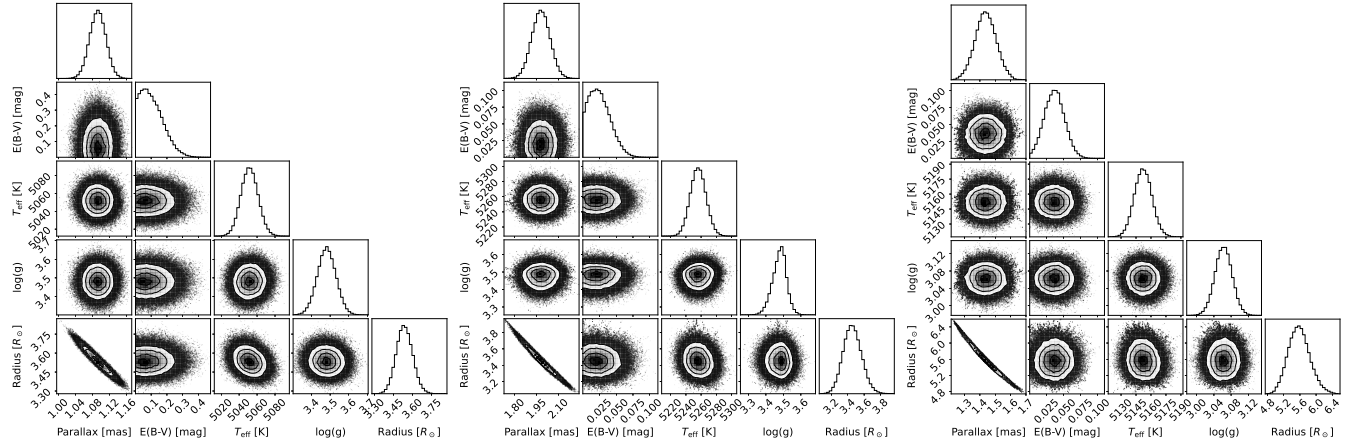 E(B-V) [mag]
0.4
0.3
0.2
0.1
T_eff [K]
5080
5060
5040
5020
log(g)
3.7
3.6
3.5
3.4
Radius [R_⊙]
3.75
3.60
3.45
3.30
1.00 1.04 1.08 1.12 1.16
0.1 0.2 0.3 0.4
5020 5040 5060 5080
3.4 3.5 3.6 3.7
3.30 3.45 3.60 3.75
Parallax [mas] E(B-V) [mag] T_eff [K] log(g) Radius [R_⊙]
E(B-V) [mag]
0.100
0.075
0.050
0.025
T_eff [K]
5300
5280
5260
5240
5220
log(g)
3.6
3.5
3.4
3.3
Radius [R_⊙]
3.8
3.6
3.4
3.2
1.80 1.95 2.10
0.025 0.050 0.075 0.100
5220 5240 5260 5280 5300
3.3 3.4 3.5 3.6
3.2 3.4 3.6 3.8
Parallax [mas] E(B-V) [mag] T_eff [K] log(g) Radius [R_⊙]
E(B-V) [mag]
0.100
0.075
0.050
0.025
T_eff [K]
5190
5175
5160
5145
5130
log(g)
3.12
3.08
3.04
3.00
Radius [R_⊙]
6.4
6.0
5.6
5.2
4.8
1.3 1.4 1.5 1.6 1.7
0.025 0.050 0.075 0.100
5130 5145 5160 5175 5190
3.00 3.04 3.08 3.12
4.8 5.2 5.6 6.0 6.4
Parallax [mas] E(B-V) [mag] T_eff [K] log(g) Radius [R_⊙]